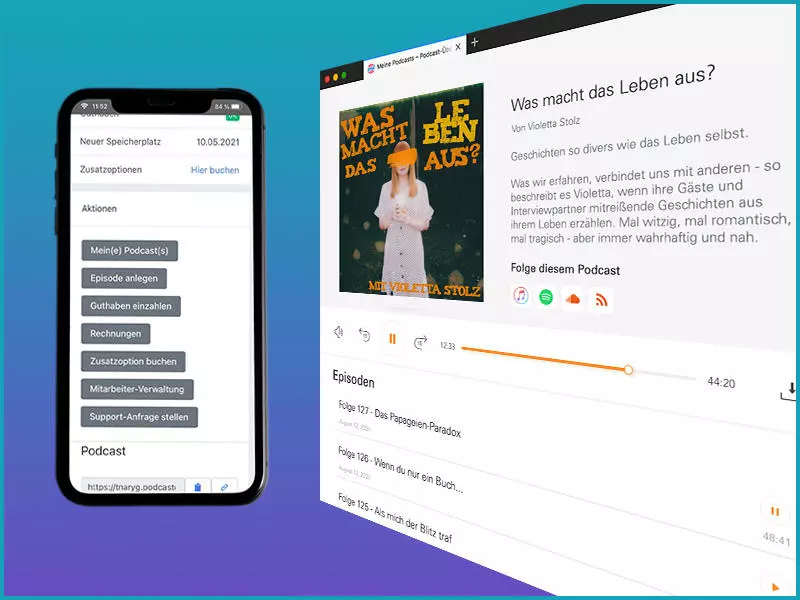 11:52
84 %
Guthaben
Neuer Speicherplatz
10.05.2021
Zusatzoptionen
Hier buchen
Aktionen
Mein(e) Podcast(s)
Episode anlegen
Guthaben einzahlen
Rechnungen
Zusatzoption buchen
Mitarbeiter-Verwaltung
Support-Anfrage stellen
Podcast
https://tnaryg.podcast
Meine Podcasts – Podcast-Übe
WAS
MACHT
DAS
LE
BEN
AUS?
MIT VIOLETTA STOLZ
Was macht das Leben aus?
Von Violetta Stolz
Geschichten so divers wie das Leben selbst.
Was wir erfahren, verbindet uns mit anderen - so
beschreibt es Violetta, wenn ihre Gäste und
Interviewpartner mitreißende Geschichten aus
ihrem Leben erzählen. Mal witzig, mal romantisch,
mal tragisch - aber immer wahrhaftig und nah.
Folge diesem Podcast
12:33
44:20
Episoden
Folge 127 - Das Papageien-Paradox
August 12, 2020
Folge 126 - Wenn du nur ein Buch...
August 12, 2020
48:41
Folge 125 - Als mich der Blitz traf